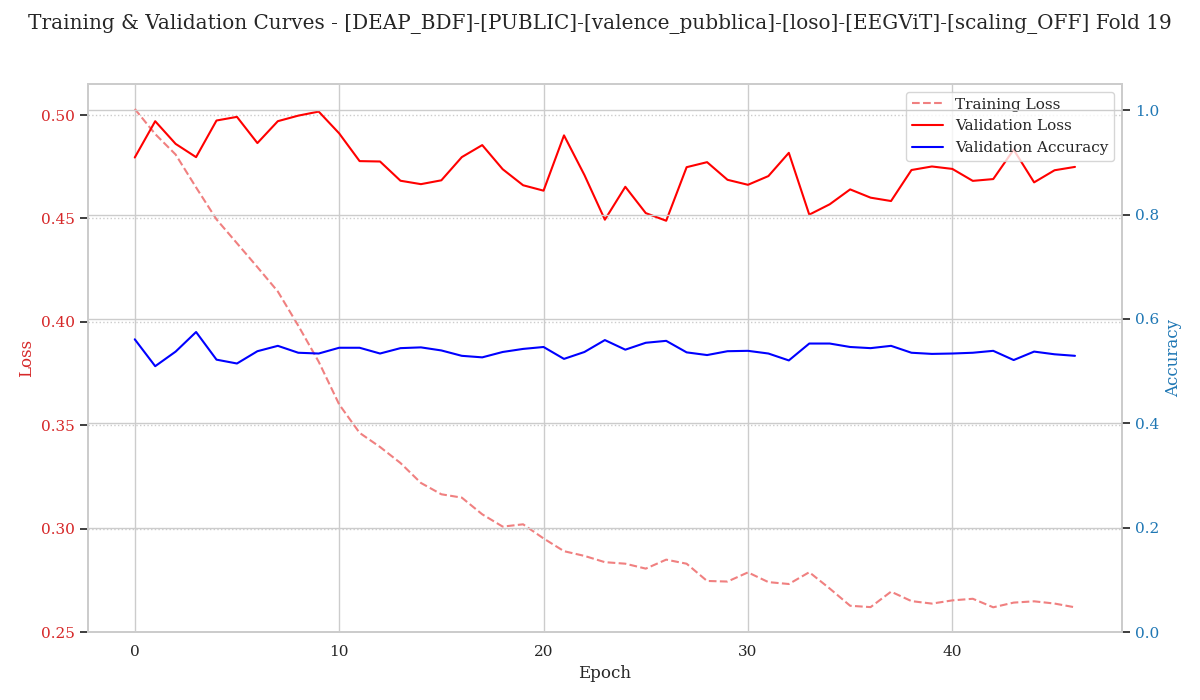 Training & Validation Curves - [DEAP_BDF]-[PUBLIC]-[valence_pubblica]-[loso]-[EEGViT]-[scaling_OFF] Fold 19
Training Loss
Validation Loss
Validation Accuracy
0.50
0.45
0.40
0.35
0.30
0.25
Loss
1.0
0.8
0.6
0.4
0.2
0.0
Accuracy
0
10
20
30
40
Epoch